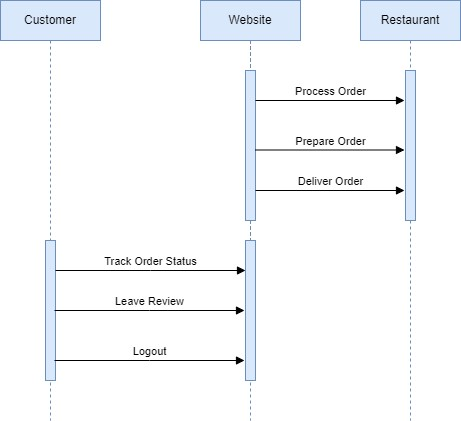 Customer
Website
Restaurant
Process Order
Prepare Order
Deliver Order
Track Order Status
Leave Review
Logout